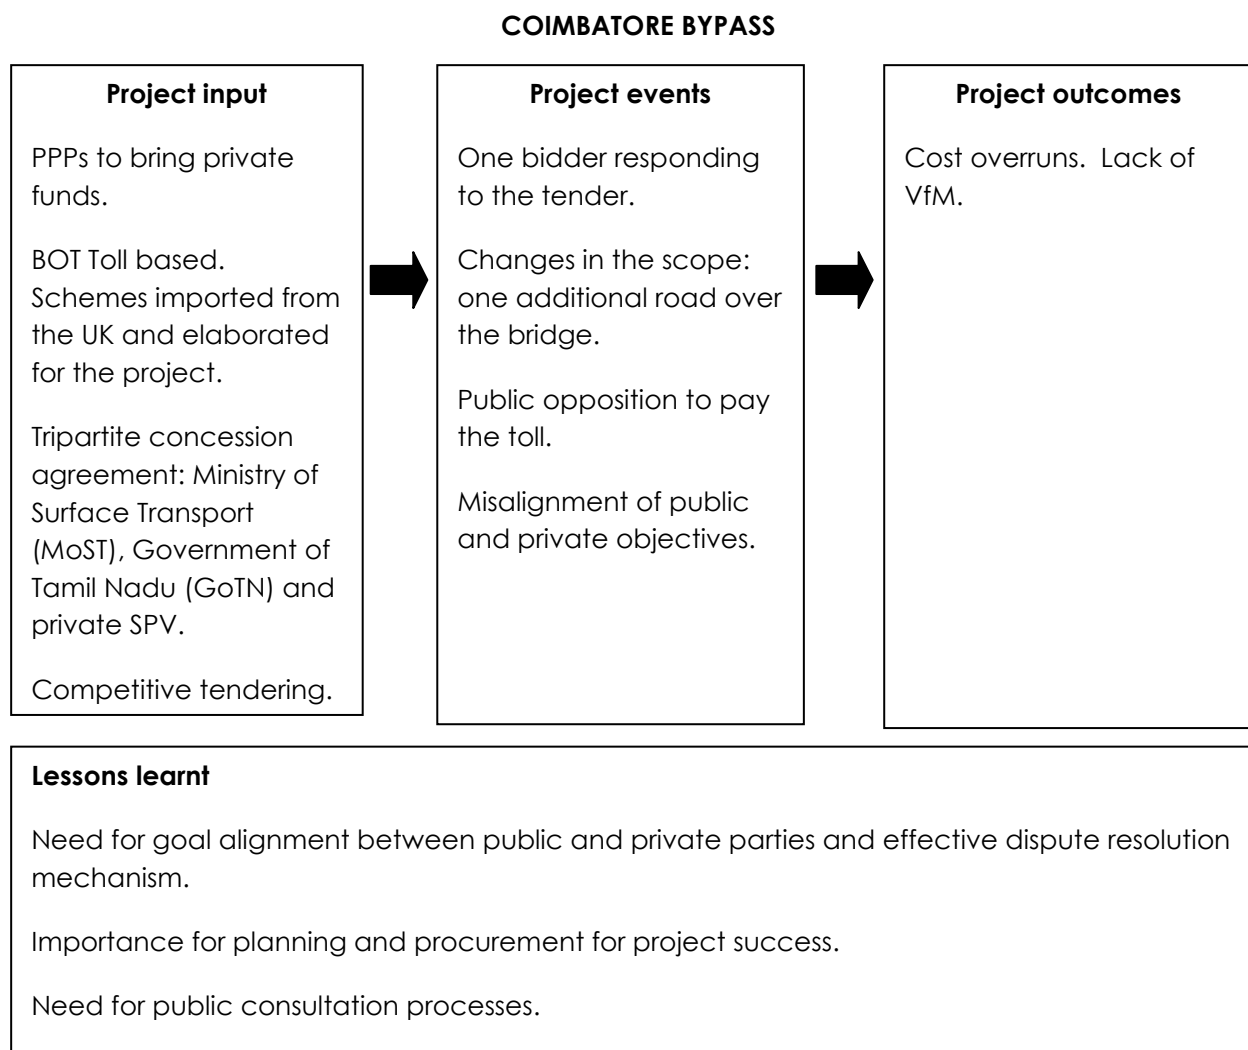 COIMBATORE BYPASS
Project input
PPPs to bring private
funds.
BOT Toll based.
Schemes imported from
the UK and elaborated
for the project.
Tripartite concession
agreement: Ministry of
Surface Transport
(MoST), Government of
Tamil Nadu (GoTN) and
private SPV.
Competitive tendering.
Project events
One bidder responding
to the tender.
Changes in the scope:
one additional road over
the bridge.
Public opposition to pay
the toll.
Misalignment of public
and private objectives.
Project outcomes
Cost overruns.  Lack of
VfM.
Lessons learnt
Need for goal alignment between public and private parties and effective dispute resolution
mechanism.
Importance for planning and procurement for project success.
Need for public consultation processes.